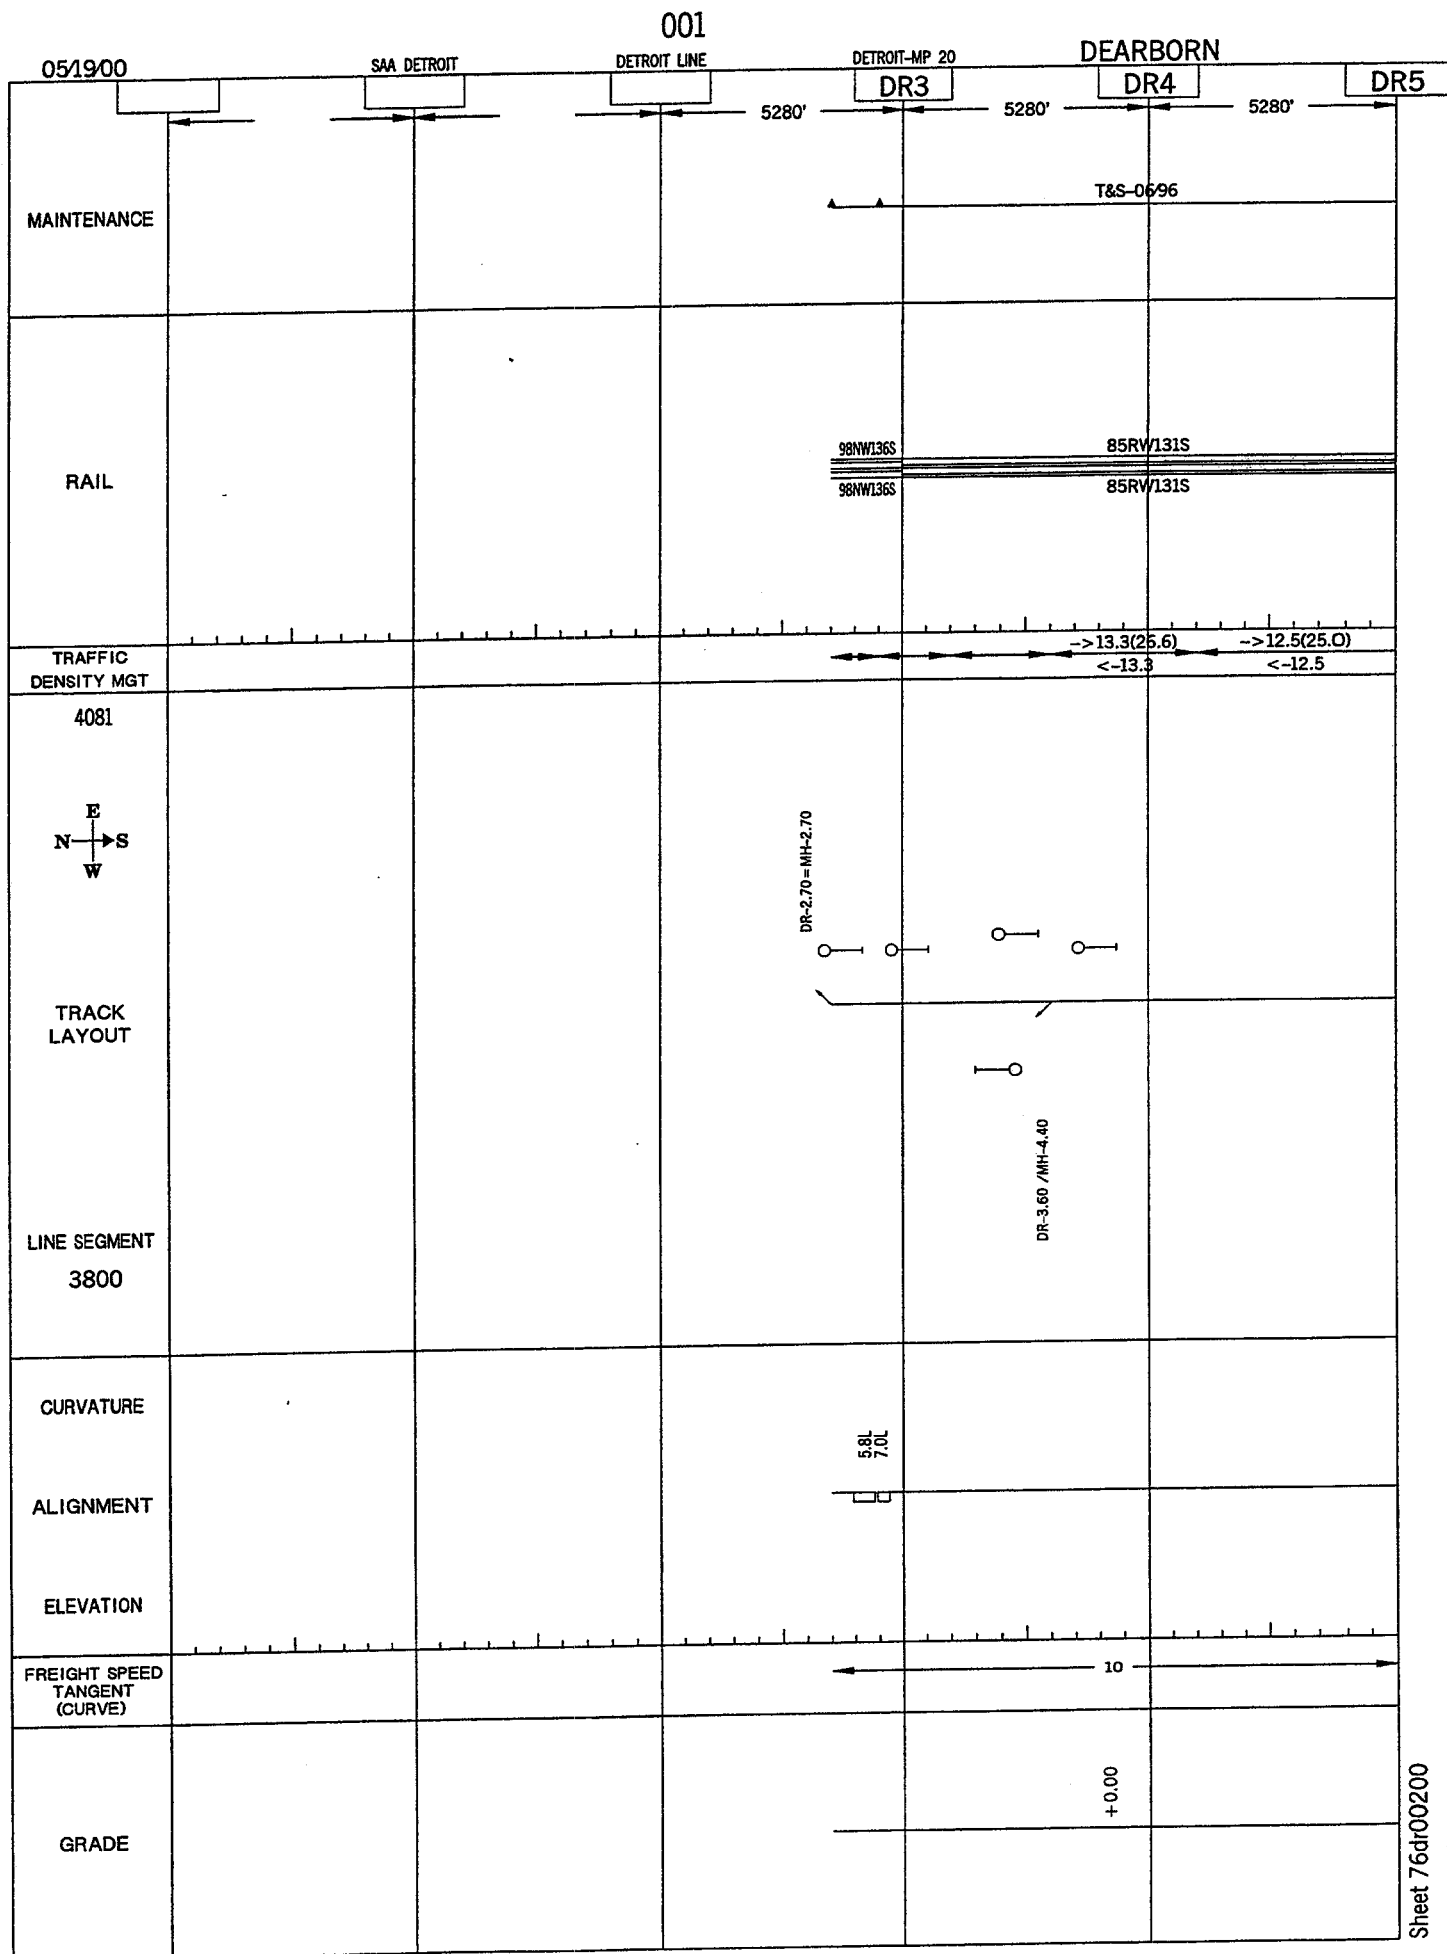 001
05/19/00
SAA DETROIT
DETROIT LINE
DETROIT-MP 20
DEARBORN
DR3
DR4
DR5
5280'
5280'
5280'
MAINTENANCE
T&S-06/96
RAIL
98NW136S
85RW131S
98NW136S
85RW131S
TRAFFIC
DENSITY MGT
->13.3(26.6)
->12.5(25.0)
<-13.3
<-12.5
4081
E
N
S
W
DR-2.70=MH-2.70
TRACK
LAYOUT
DR-3.60 /MH-4.40
LINE SEGMENT
3800
CURVATURE
5.8L
7.0L
ALIGNMENT
ELEVATION
FREIGHT SPEED
TANGENT
(CURVE)
10
+0.00
GRADE
Sheet 76dr00200